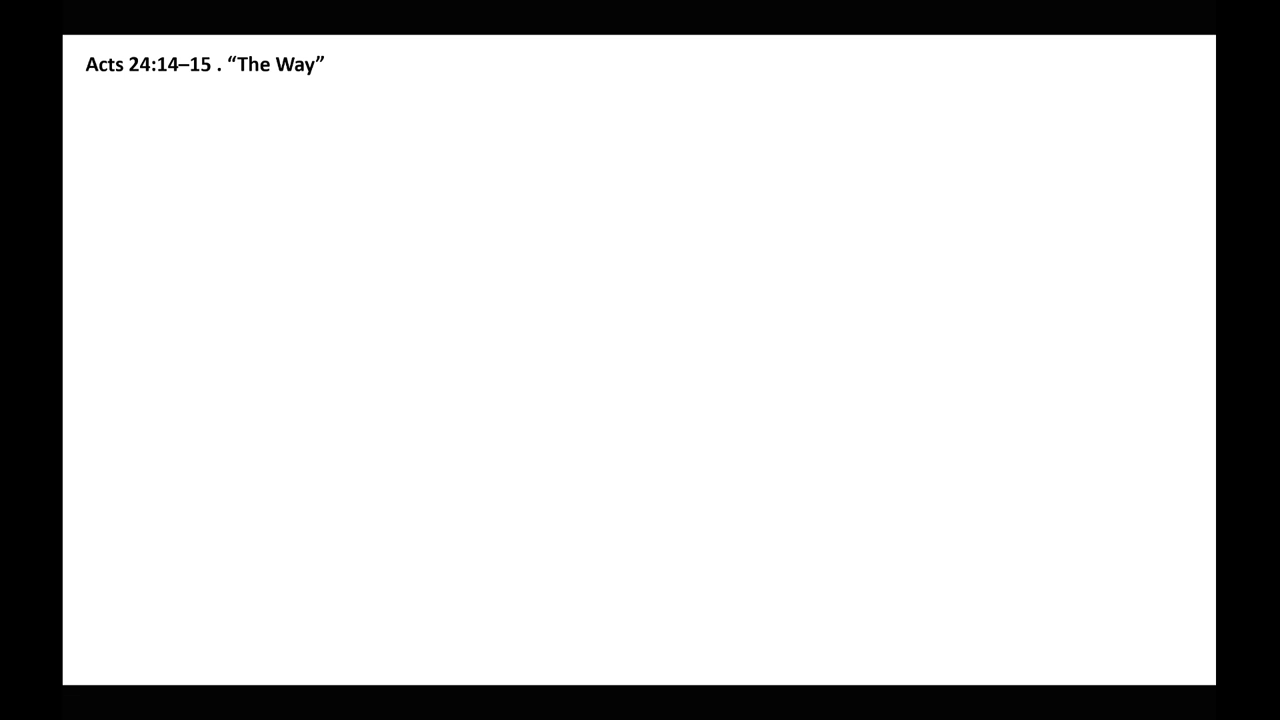 Acts 24:14–15 . “The Way”